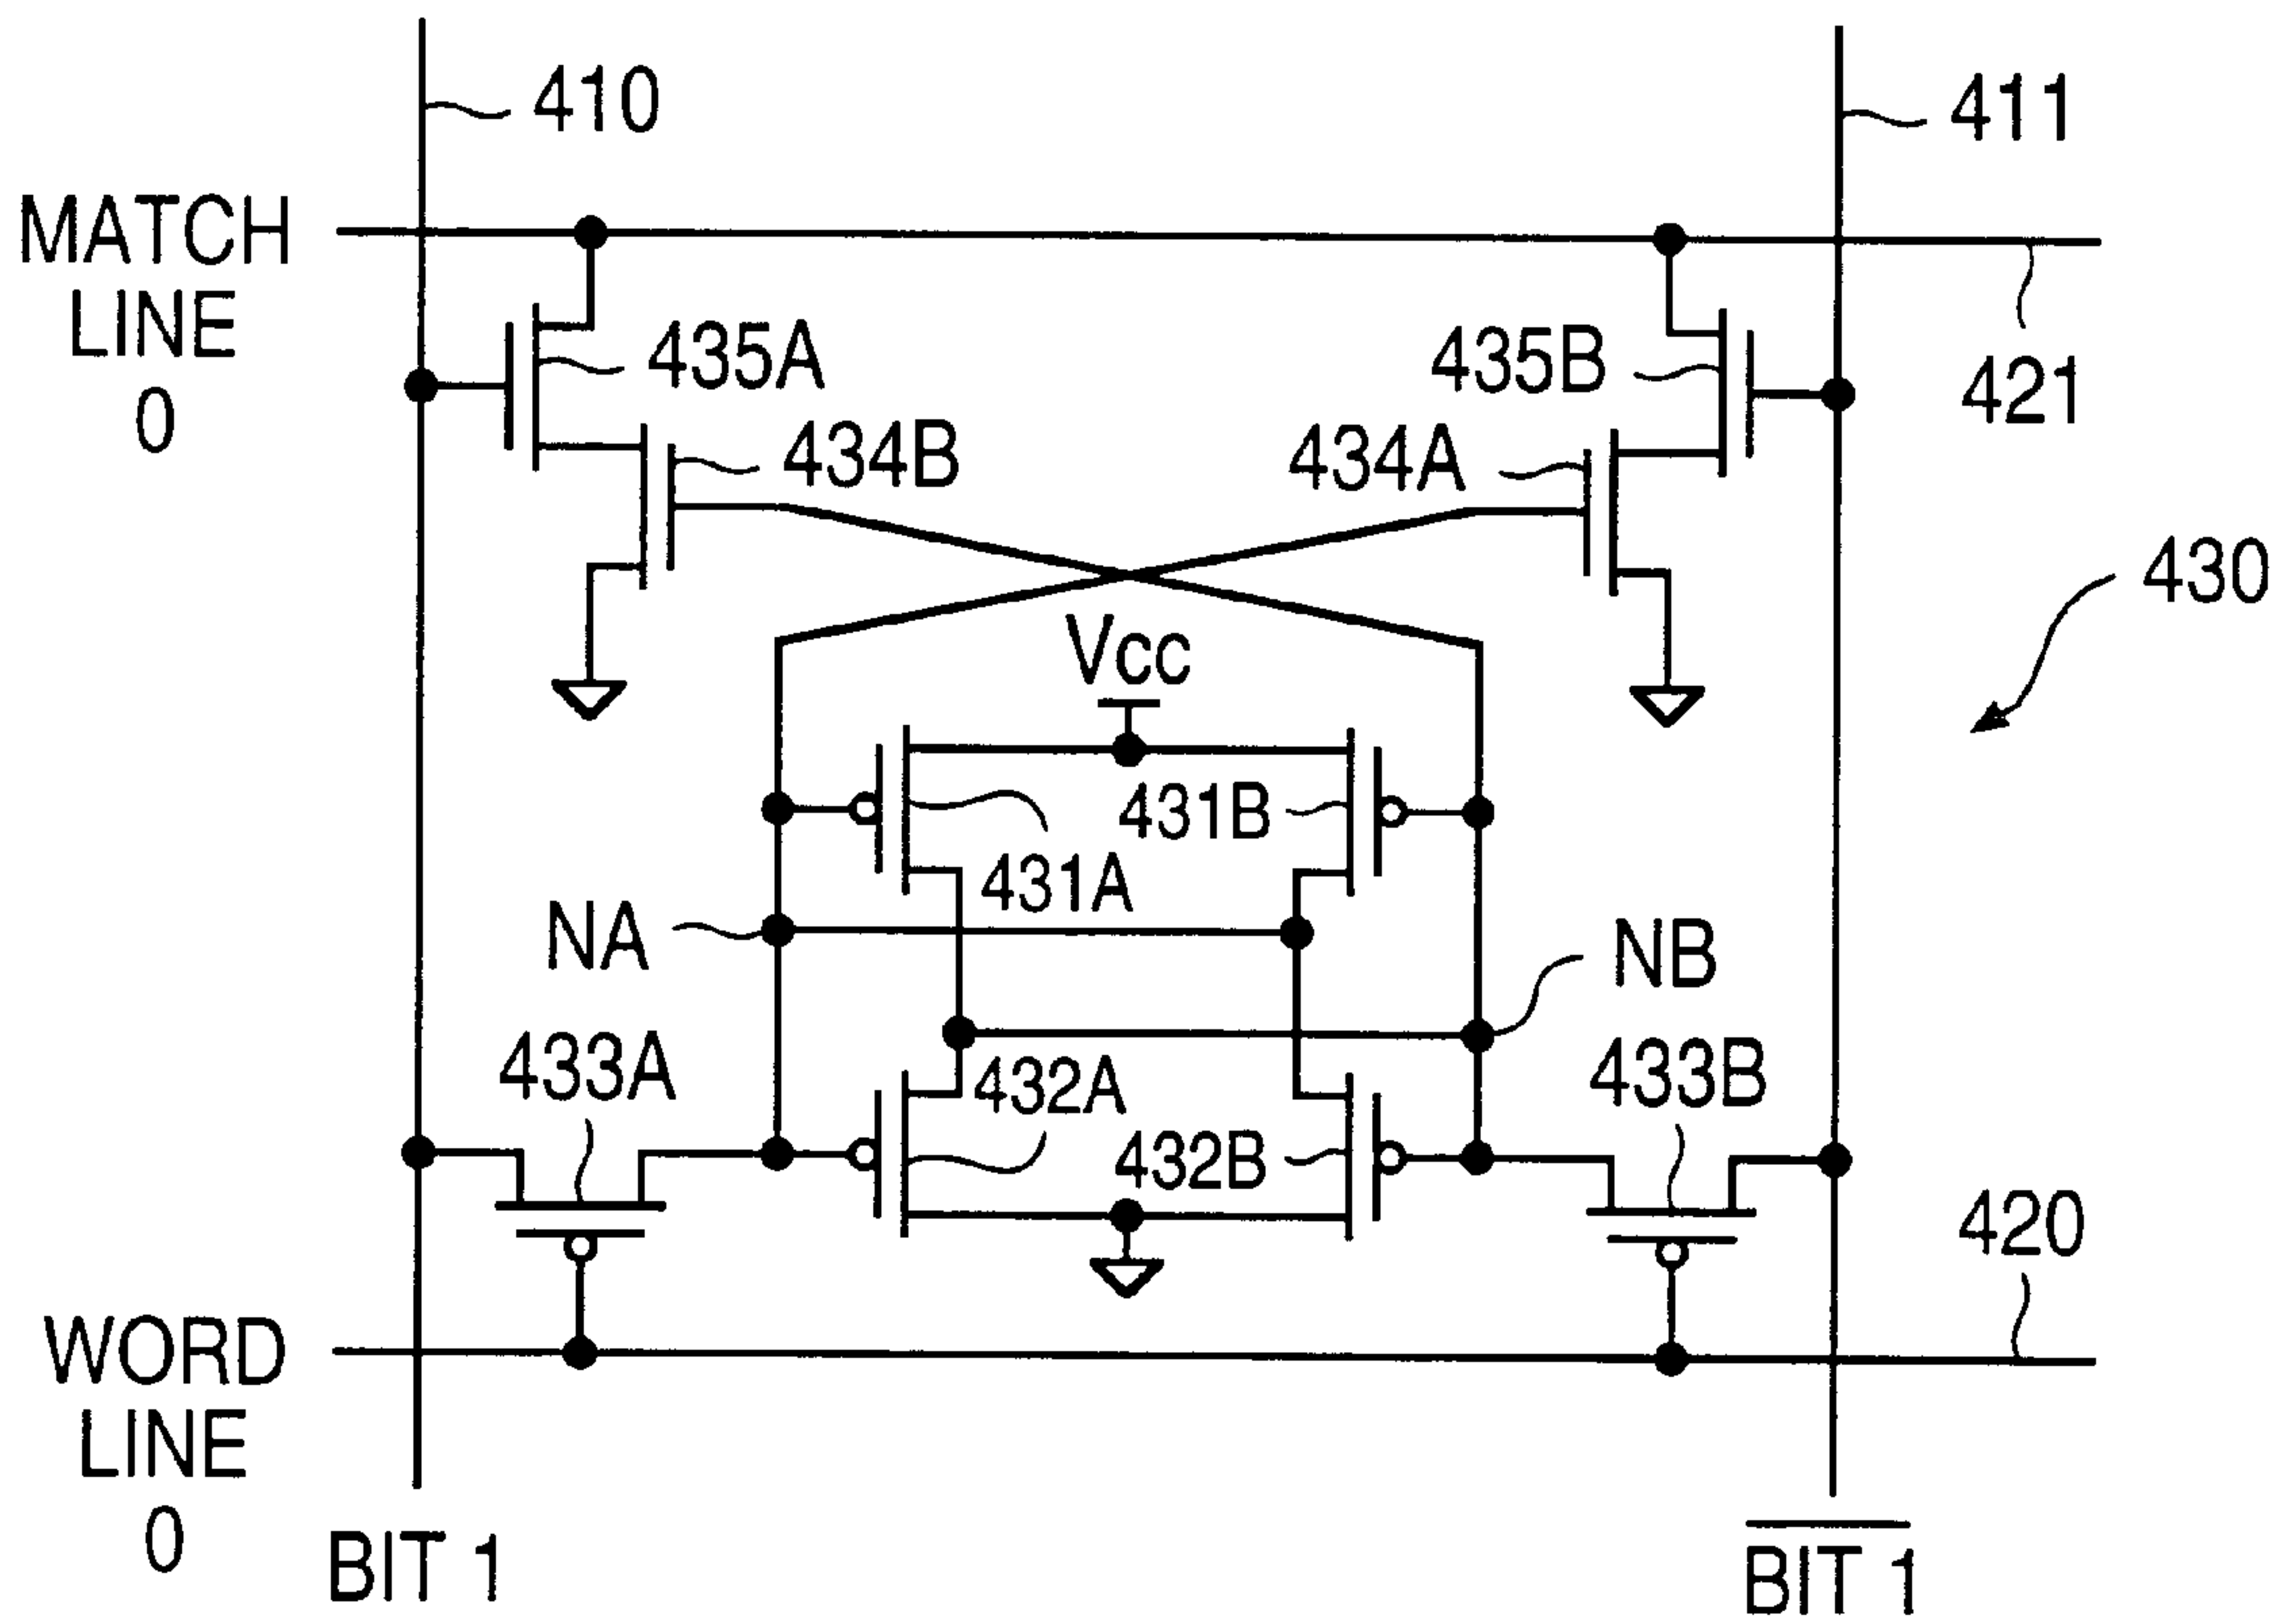 410
411
MATCH
LINE
0
435A
435B
421
434B
434A
430
Vcc
431B
431A
NA
NB
433A
432A
433B
432B
420
WORD
LINE
0
BIT 1
BIT 1